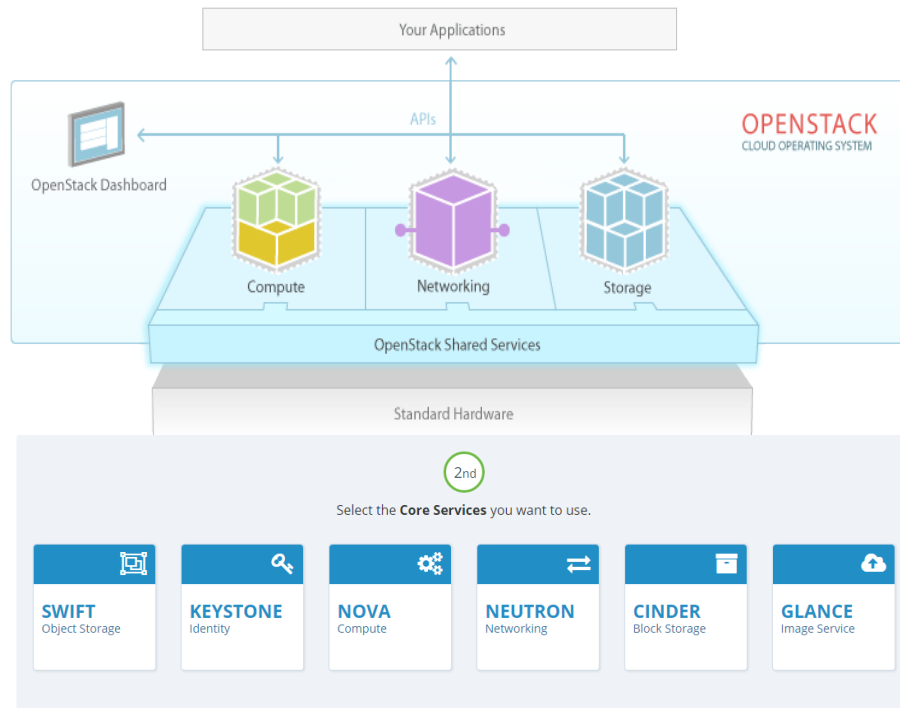 Your Applications
APIs
OPENSTACK
CLOUD OPERATING SYSTEM
OpenStack Dashboard
Compute
Networking
Storage
OpenStack Shared Services
Standard Hardware
2nd
Select the Core Services you want to use.
SWIFT
Object Storage
KEYSTONE
Identity
NOVA
Compute
NEUTRON
Networking
CINDER
Block Storage
GLANCE
Image Service